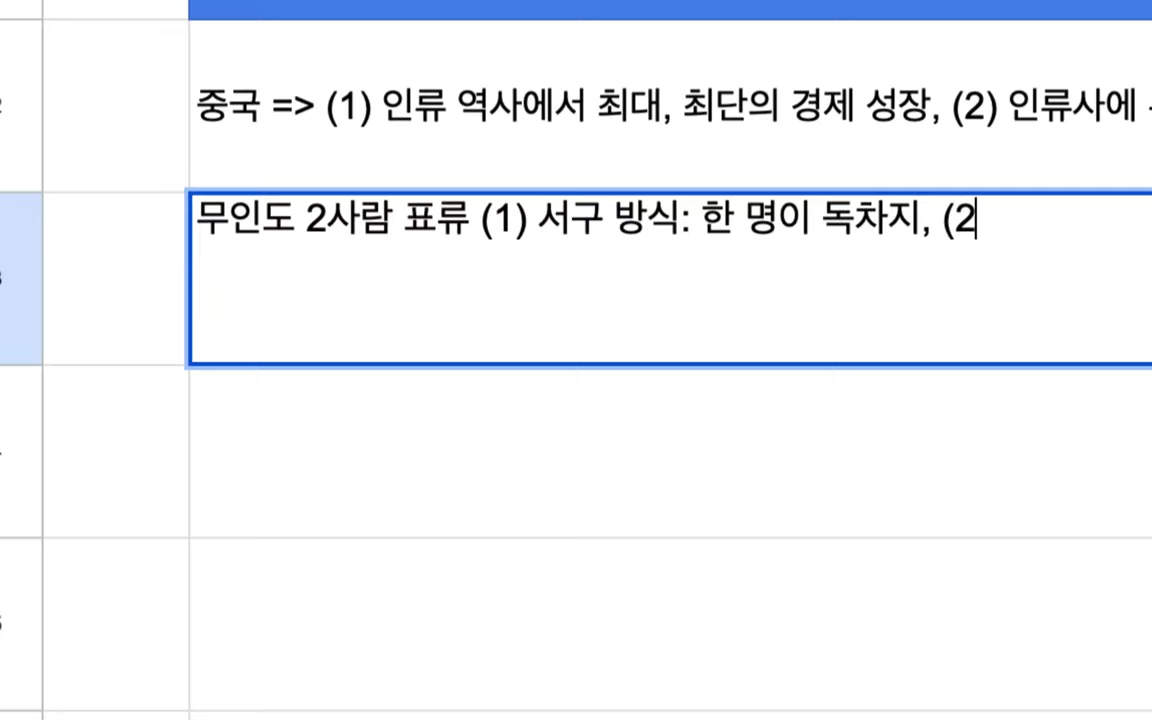 중국 => (1) 인류 역사에서 최대, 최단의 경제 성장, (2) 인류사에
무인도 2사람 표류 (1) 서구 방식: 한 명이 독차지, (2